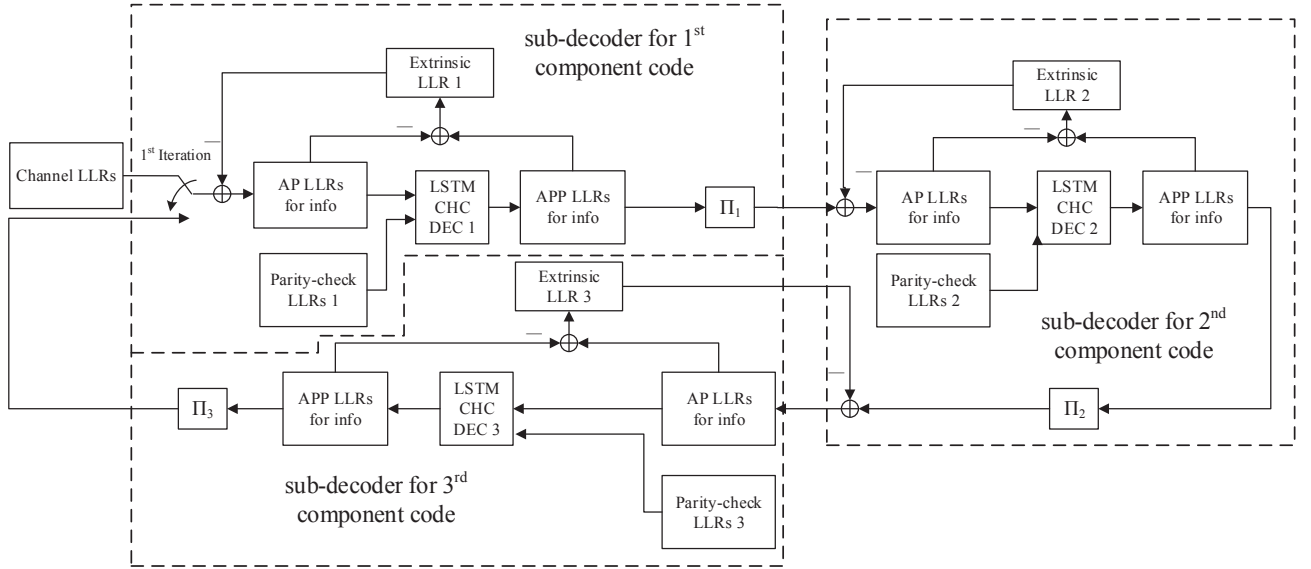 sub-decoder for 1st
component code
Extrinsic
LLR 1
1st Iteration
Channel LLRs
AP LLRs
for info
LSTM
CHC
DEC 1
APP LLRs
for info
Π1
Parity-check
LLRs 1
Extrinsic
LLR 2
AP LLRs
for info
LSTM
CHC
DEC 2
APP LLRs
for info
Parity-check
LLRs 2
sub-decoder for 2nd
component code
Π2
Extrinsic
LLR 3
AP LLRs
for info
LSTM
CHC
DEC 3
APP LLRs
for info
Π3
Parity-check
LLRs 3
sub-decoder for 3rd
component code